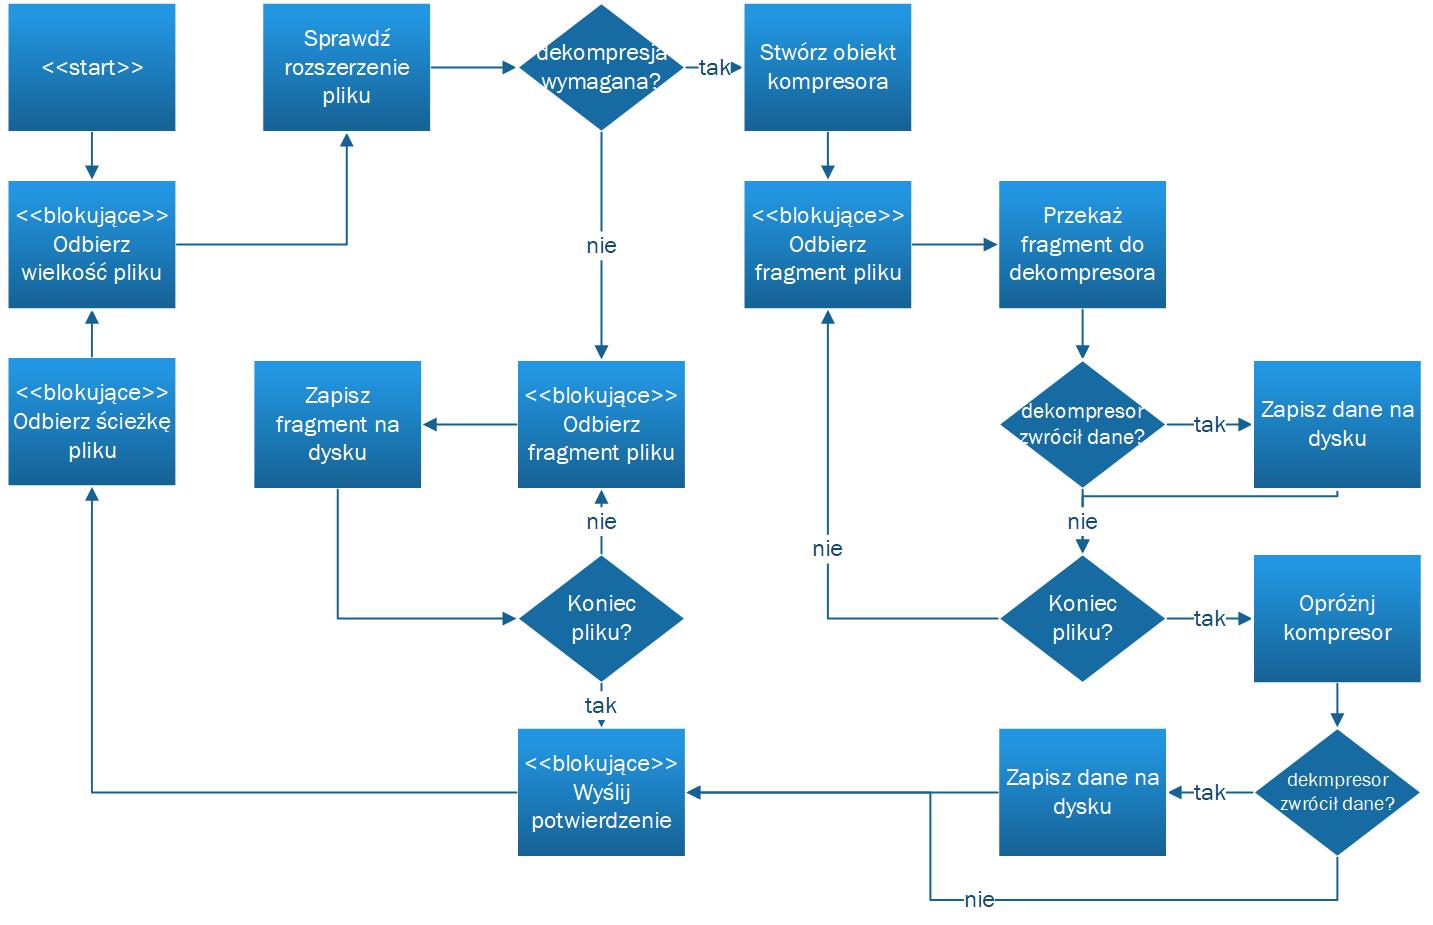 <<start>>
Sprawdź
rozszerzenie
pliku
dekompresja
wymagana?
tak
Stwórz obiekt
kompresora
<<blokujące>>
Odbierz
wielkość pliku
nie
<<blokujące>>
Odbierz
fragment pliku
Przekaż
fragment do
dekompresora
<<blokujące>>
Odbierz ścieżkę
pliku
Zapisz
fragment na
dysku
<<blokujące>>
Odbierz
fragment pliku
dekompresor
zwrócił dane?
tak
Zapisz dane na
dysku
nie
nie
nie
Koniec
pliku?
Koniec
pliku?
tak
Opróżnj
kompresor
tak
<<blokujące>>
Wyślij
potwierdzenie
Zapisz dane na
dysku
tak
dekmpresor
zwrócił dane?
nie